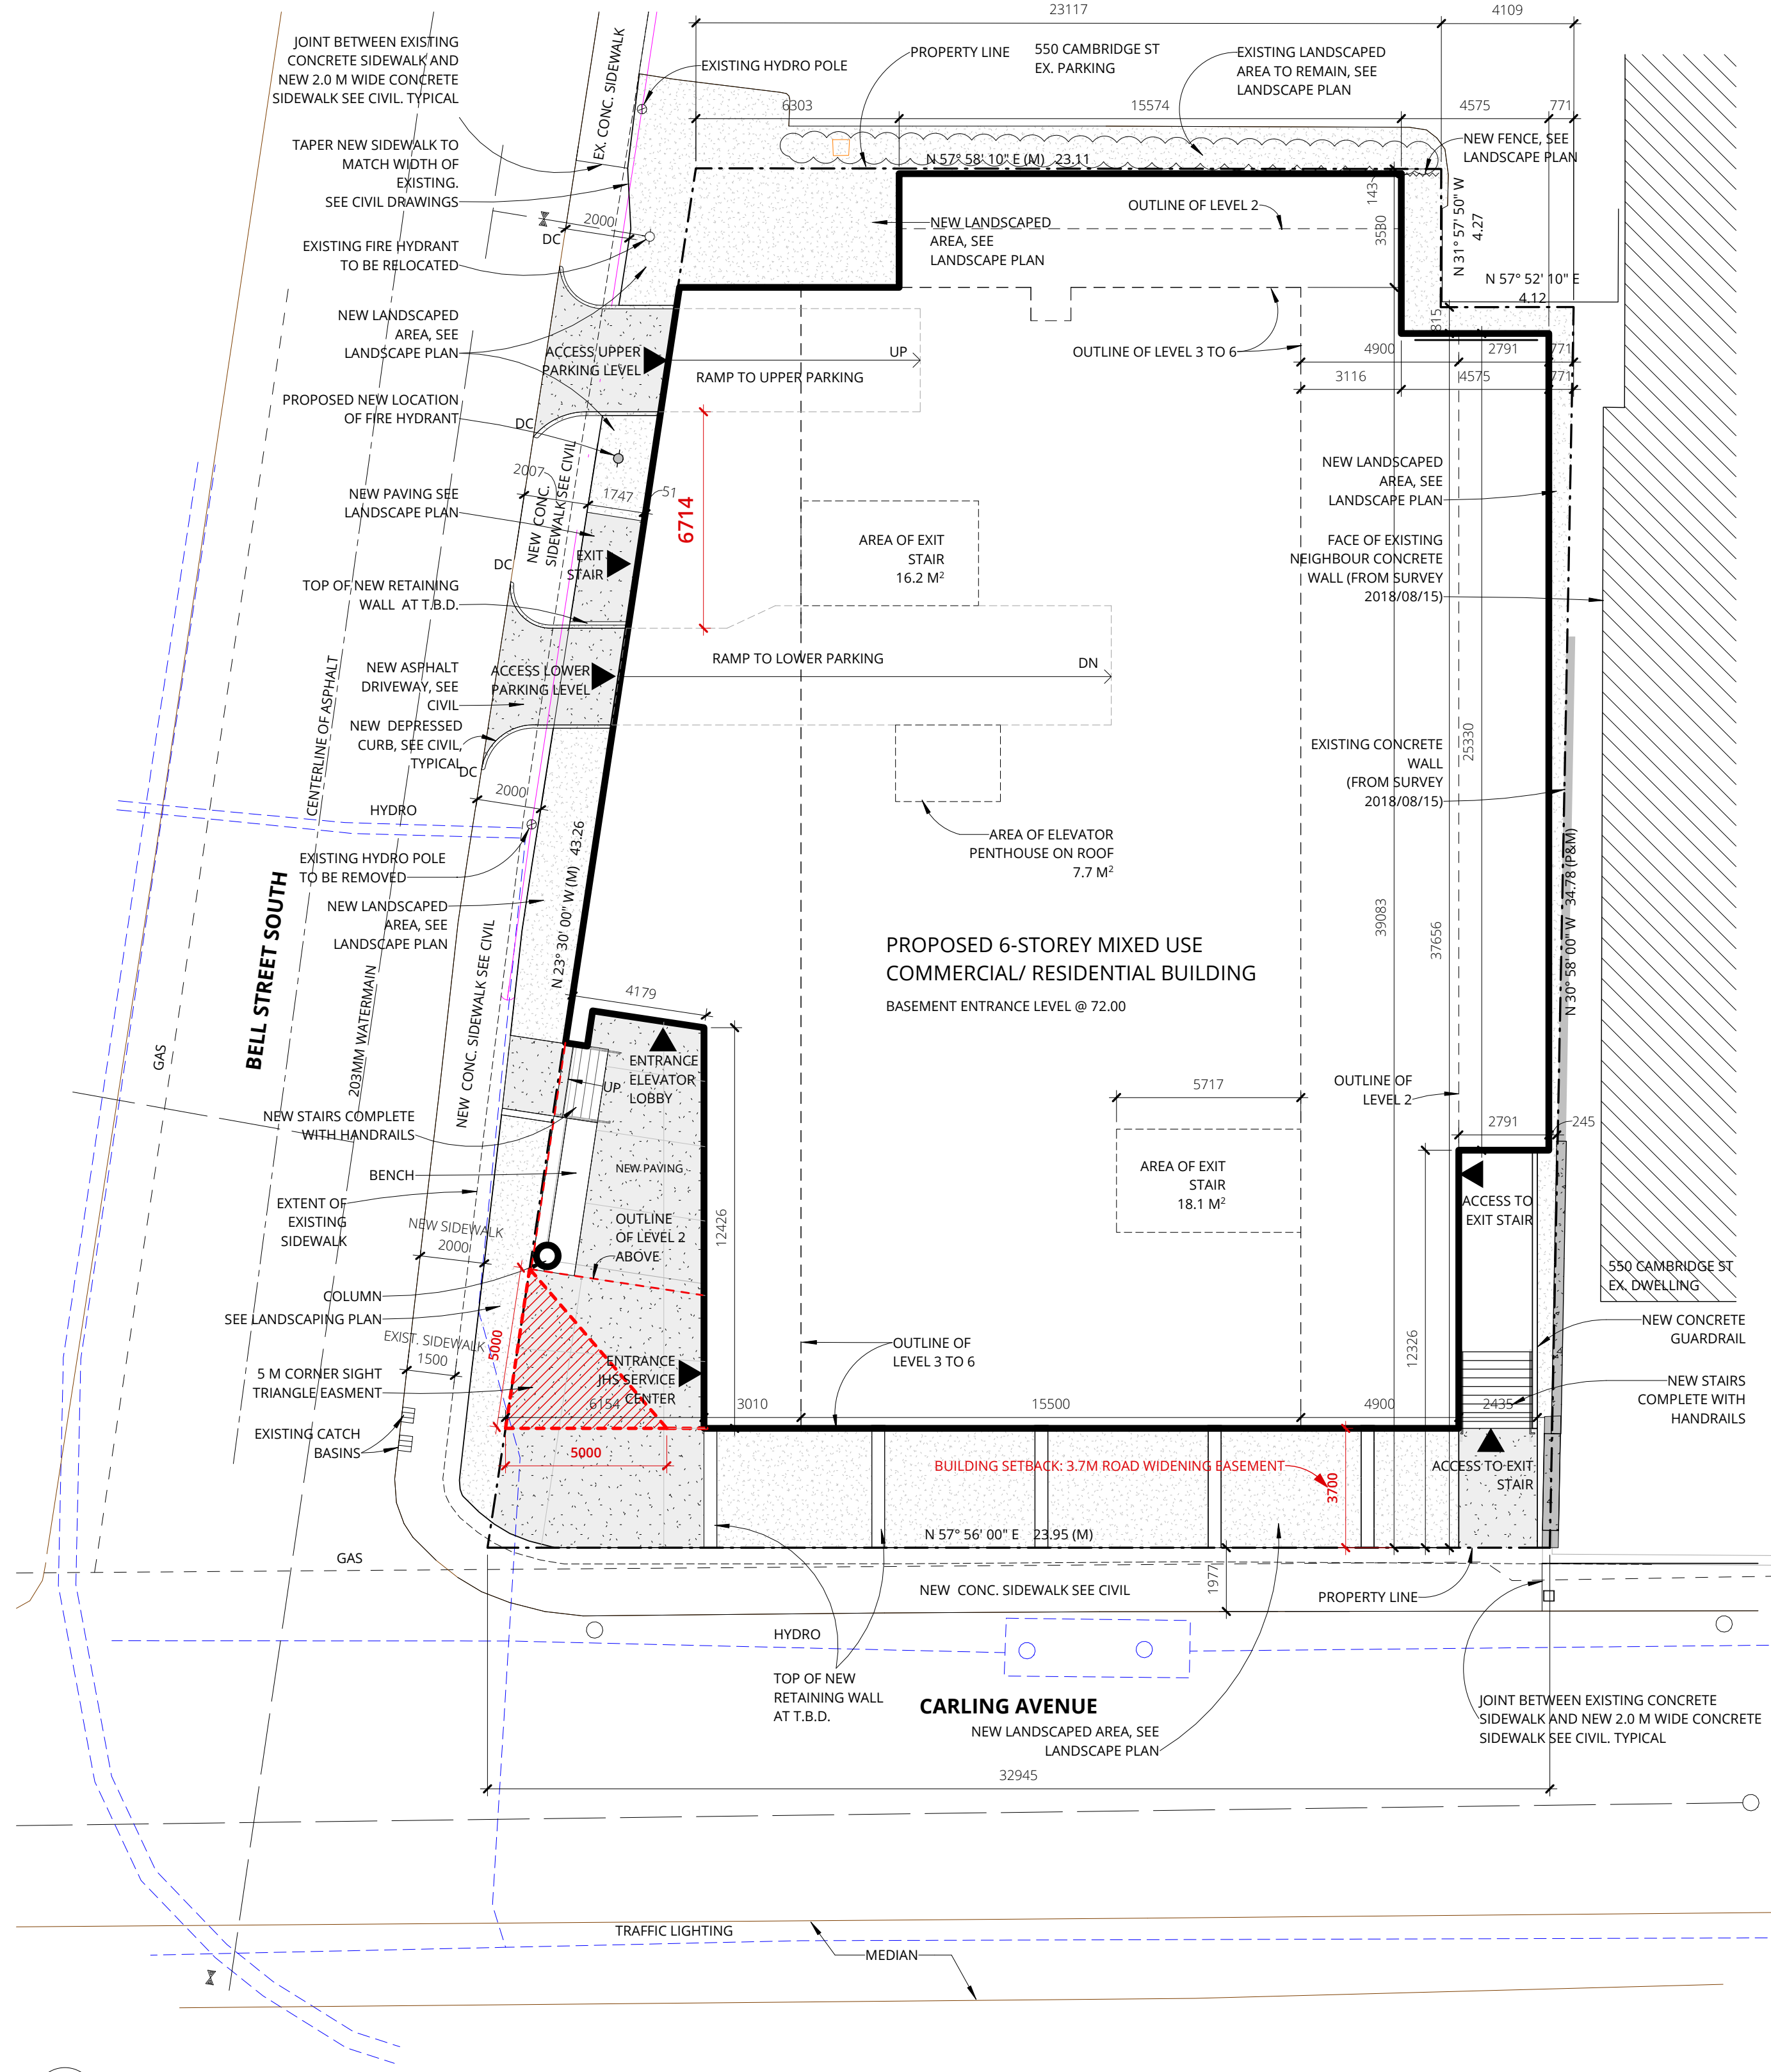 23117
4109
JOINT BETWEEN EXISTING
CONCRETE SIDEWALK AND
NEW 2.0 M WIDE CONCRETE
SIDEWALK SEE CIVIL. TYPICAL
EX. CONC. SIDEWALK
EXISTING HYDRO POLE
PROPERTY LINE
550 CAMBRIDGE ST
EX. PARKING
EXISTING LANDSCAPED
AREA TO REMAIN, SEE
LANDSCAPE PLAN
6303
15574
4575
771
NEW FENCE, SEE
LANDSCAPE PLAN
TAPER NEW SIDEWALK TO
MATCH WIDTH OF
EXISTING.
SEE CIVIL DRAWINGS
N 57° 58' 10" E (M) 23.11
143
3530
OUTLINE OF LEVEL 2
N 31° 57' 50" W
4.27
2000
DC
NEW LANDSCAPED
AREA, SEE
LANDSCAPE PLAN
EXISTING FIRE HYDRANT
TO BE RELOCATED
N 57° 52' 10" E
4.12
815
NEW LANDSCAPED
AREA, SEE
LANDSCAPE PLAN
ACCESS UPPER
PARKING LEVEL
UP
RAMP TO UPPER PARKING
OUTLINE OF LEVEL 3 TO 6
4900
2791
771
3116
4575
771
PROPOSED NEW LOCATION
OF FIRE HYDRANT
DC
2007
1747
51
6714
NEW CONC.
SIDEWALK SEE CIVIL
NEW LANDSCAPED
AREA, SEE
LANDSCAPE PLAN
NEW PAVING SEE
LANDSCAPE PLAN
EXIT
STAIR
DC
AREA OF EXIT
STAIR
16.2 M²
FACE OF EXISTING
NEIGHBOUR CONCRETE
WALL (FROM SURVEY
2018/08/15)
TOP OF NEW RETAINING
WALL AT T.B.D.
RAMP TO LOWER PARKING
DN
NEW ASPHALT
DRIVEWAY, SEE
CIVIL
ACCESS LOWER
PARKING LEVEL
CENTERLINE OF ASPHALT
NEW DEPRESSED
CURB, SEE CIVIL,
TYPICAL
DC
25330
EXISTING CONCRETE
WALL
(FROM SURVEY
2018/08/15)
2000
HYDRO
AREA OF ELEVATOR
PENTHOUSE ON ROOF
7.7 M²
EXISTING HYDRO POLE
TO BE REMOVED
N 23° 30' 00" W (M) 43.26
N 30° 58' 00" W 34.78 (P&M)
BELL STREET SOUTH
NEW LANDSCAPED
AREA, SEE
LANDSCAPE PLAN
39083
37656
PROPOSED 6-STOREY MIXED USE
COMMERCIAL/ RESIDENTIAL BUILDING
BASEMENT ENTRANCE LEVEL @ 72.00
4179
203MM WATERMAIN
GAS
NEW CONC. SIDEWALK SEE CIVIL
ENTRANCE
ELEVATOR
LOBBY
UP
5717
OUTLINE OF
LEVEL 2
NEW STAIRS COMPLETE
WITH HANDRAILS
2791
245
BENCH
NEW PAVING
AREA OF EXIT
STAIR
18.1 M²
EXTENT OF
EXISTING
SIDEWALK
ACCESS TO
EXIT STAIR
12426
NEW SIDEWALK
2000
OUTLINE
OF LEVEL 2
ABOVE
550 CAMBRIDGE ST
EX. DWELLING
COLUMN
SEE LANDSCAPING PLAN
EXIST. SIDEWALK
1500
5000
12326
NEW CONCRETE
GUARDRAIL
OUTLINE OF
LEVEL 3 TO 6
5 M CORNER SIGHT
TRIANGLE EASMENT
ENTRANCE
JHS SERVICE
CENTER
NEW STAIRS
COMPLETE WITH
HANDRAILS
6154
3010
15500
4900
2435
EXISTING CATCH
BASINS
5000
BUILDING SETBACK: 3.7M ROAD WIDENING EASEMENT
3700
ACCESS TO EXIT
STAIR
N 57° 56' 00" E 23.95 (M)
GAS
1977
NEW CONC. SIDEWALK SEE CIVIL
PROPERTY LINE
HYDRO
TOP OF NEW
RETAINING WALL
AT T.B.D.
CARLING AVENUE
NEW LANDSCAPED AREA, SEE
LANDSCAPE PLAN
JOINT BETWEEN EXISTING CONCRETE
SIDEWALK AND NEW 2.0 M WIDE CONCRETE
SIDEWALK SEE CIVIL. TYPICAL
32945
TRAFFIC LIGHTING
MEDIAN